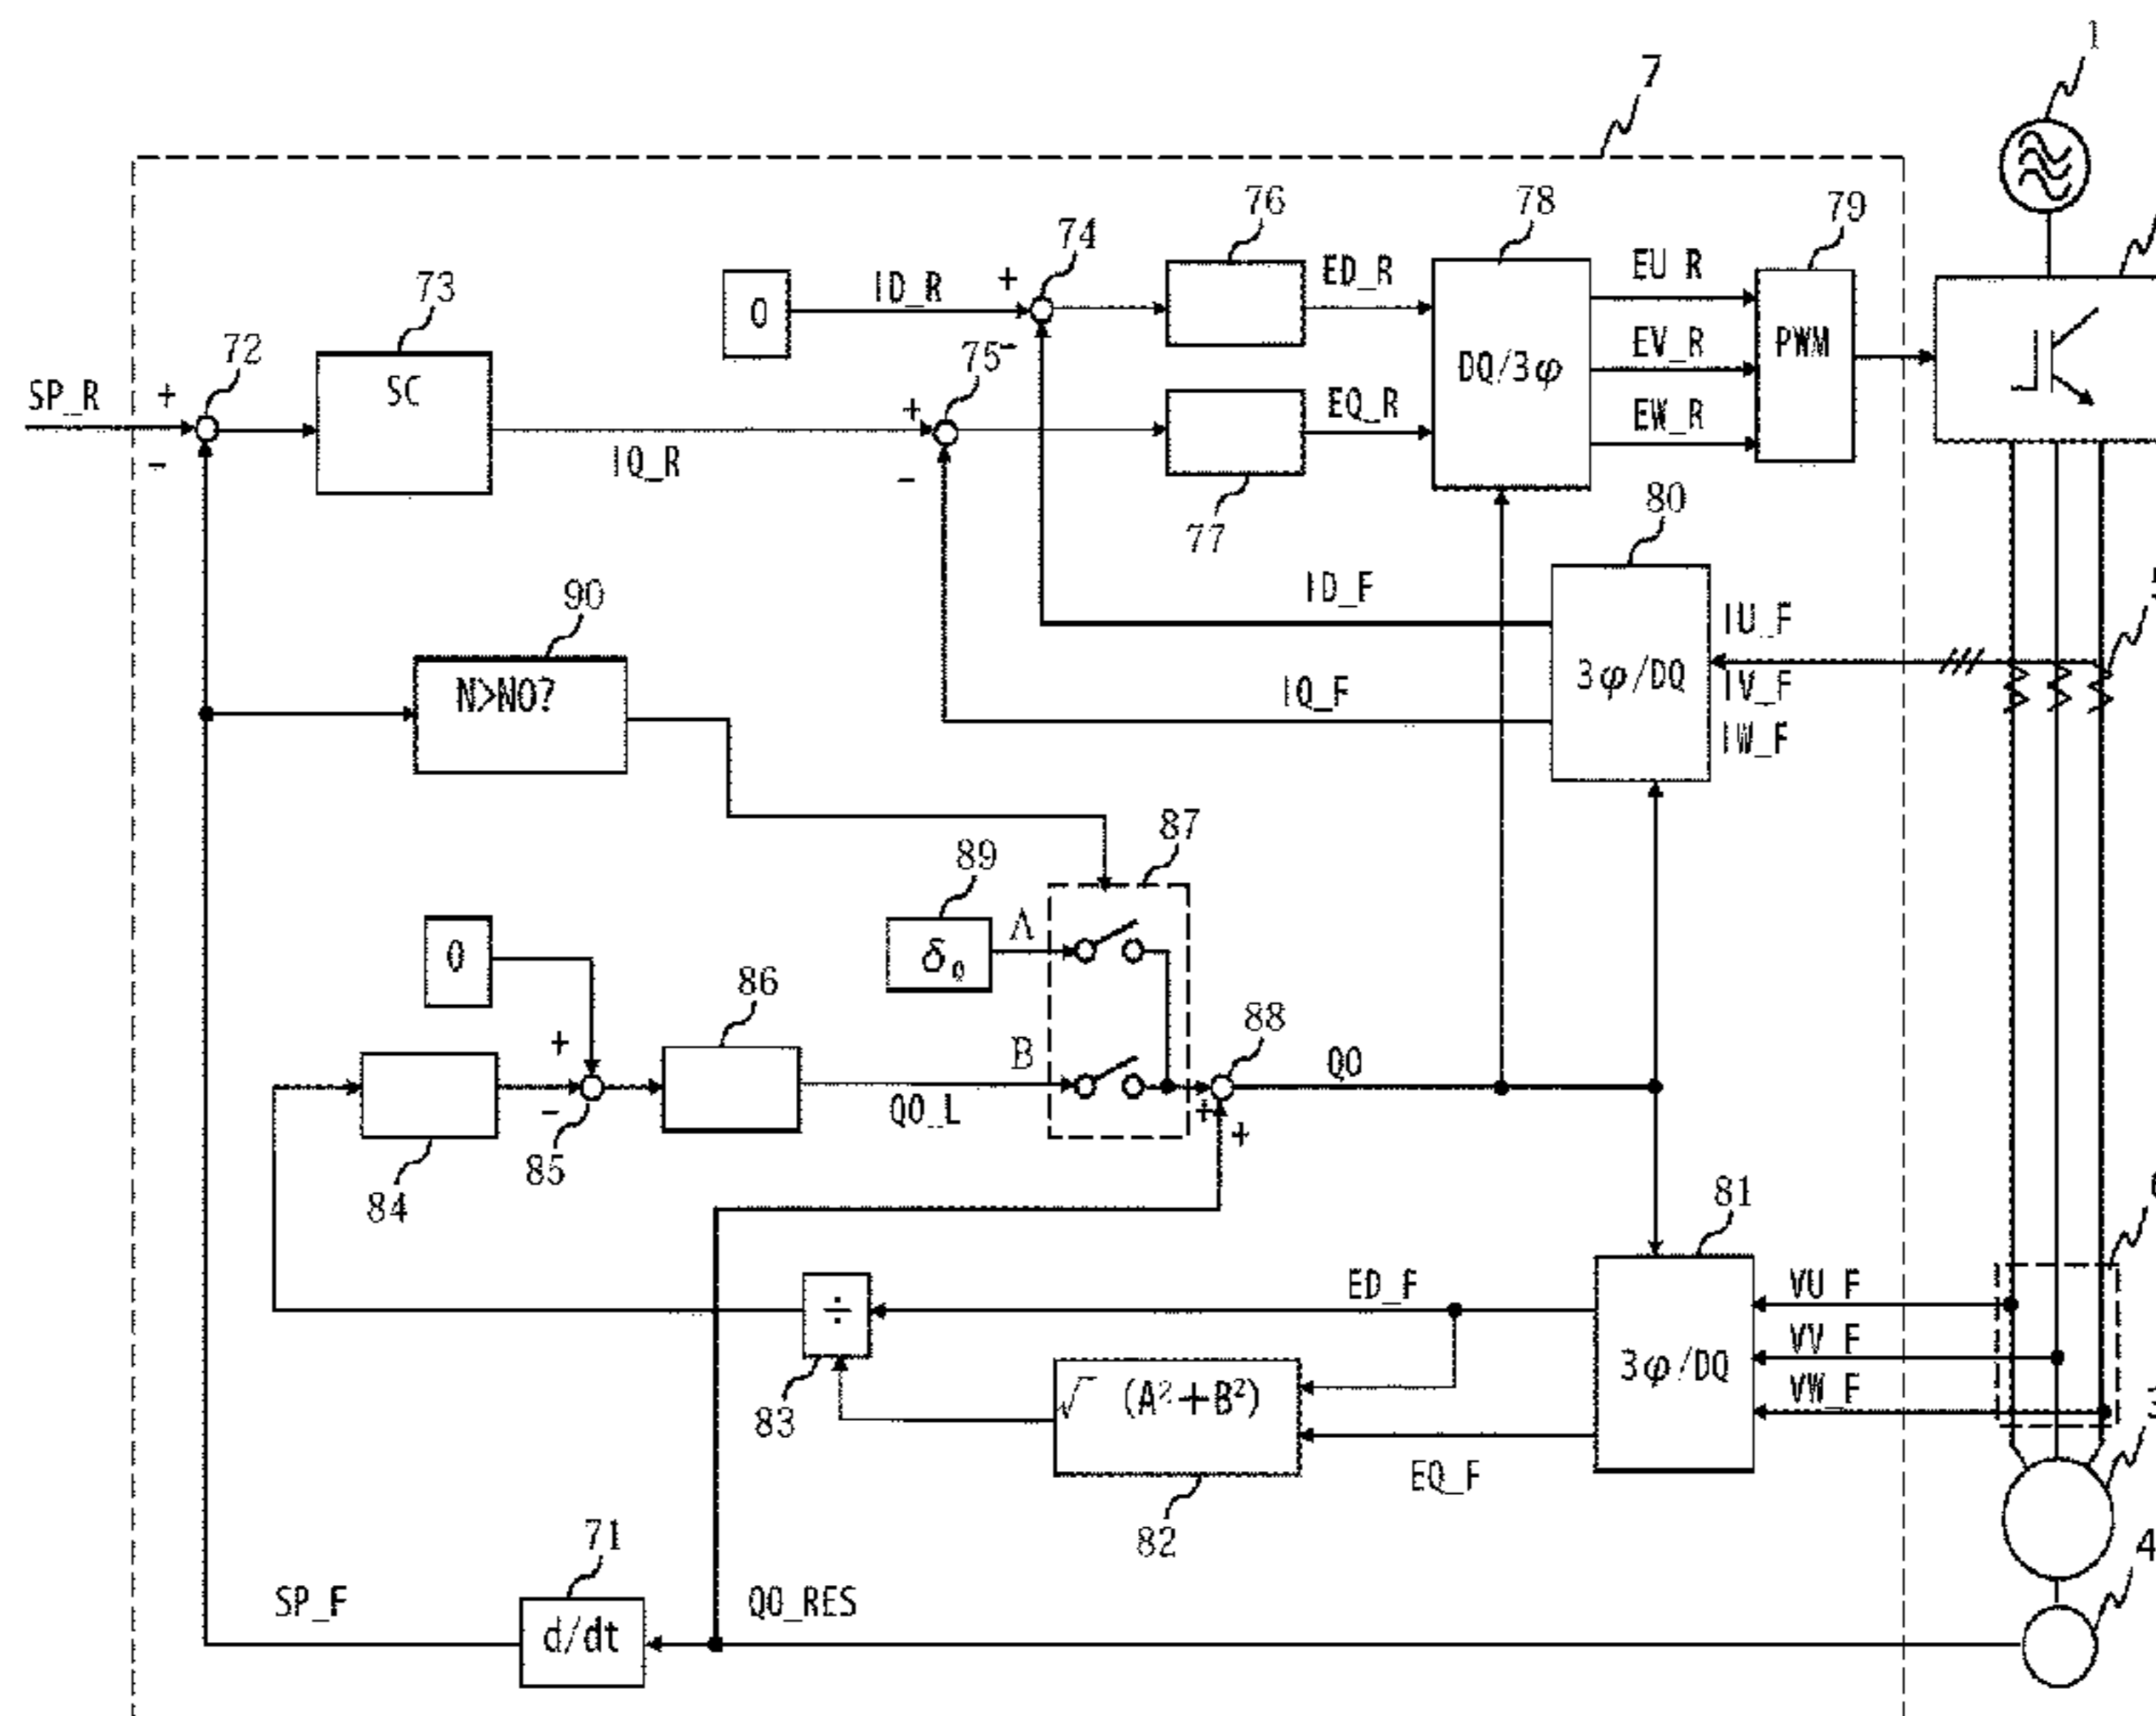 1
7
76
78
79
74
73
72
0
ID_R
+
ED_R
EU_R
SP_R
+
-
SC
75
-
+
DQ/3φ
EV_R
PWM
EQ_R
EW_R
IQ_R
-
77
80
90
ID_F
N>N0?
IQ_F
3φ/DQ
IU_F
IV_F
IW_F
87
89
A
δ0
0
86
88
+
B
Q0
-
Q0_L
+
+
85
84
81
ED_F
VU_F
÷
VV_F
√(A²+B²)
3φ/DQ
VW_F
83
EQ_F
82
71
4
SP_F
Q0_RES
d/dt